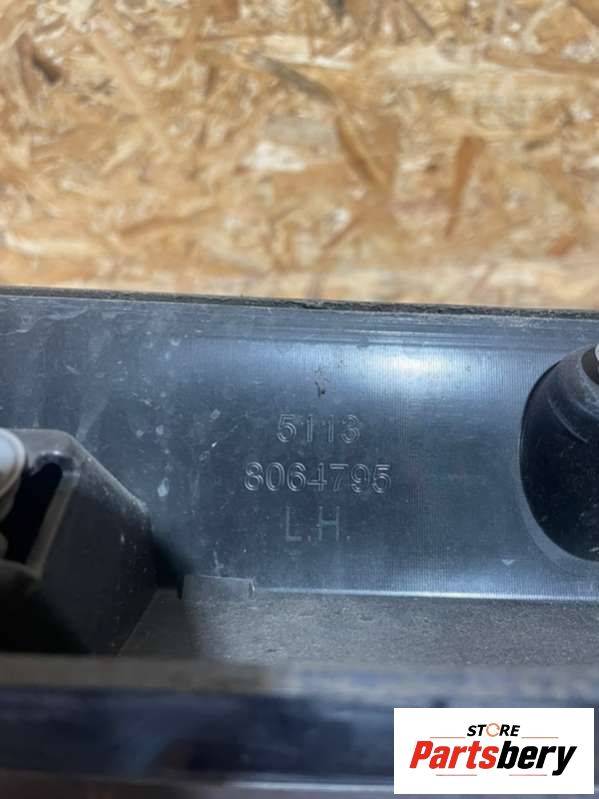 5113
8064795
L.H.
STORE
Partsbery